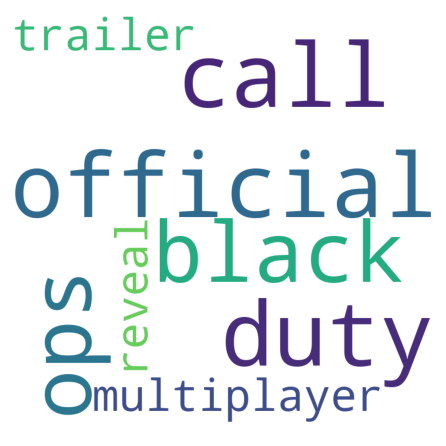 trailer
call
official
black
reveal
ops
duty
multiplayer